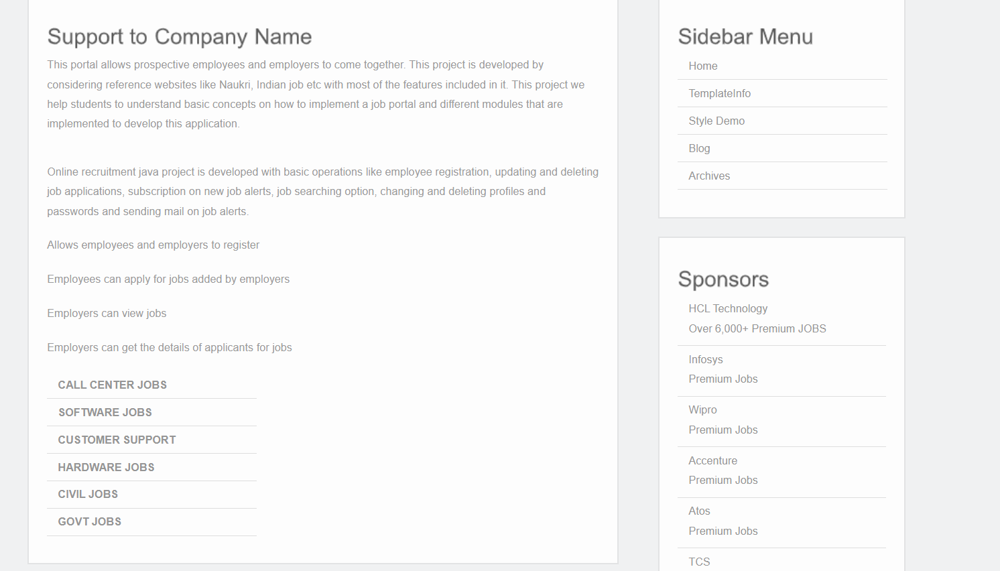 Support to Company Name
This portal allows prospective employees and employers to come together. This project is developed by
considering reference websites like Naukri, Indian job etc with most of the features included in it. This project we
help students to understand basic concepts on how to implement a job portal and different modules that are
implemented to develop this application.
Online recruitment java project is developed with basic operations like employee registration, updating and deleting
job applications, subscription on new job alerts, job searching option, changing and deleting profiles and
passwords and sending mail on job alerts.
Allows employees and employers to register
Employees can apply for jobs added by employers
Employers can view jobs
Employers can get the details of applicants for jobs
CALL CENTER JOBS
SOFTWARE JOBS
CUSTOMER SUPPORT
HARDWARE JOBS
CIVIL JOBS
GOVT JOBS
Sidebar Menu
Home
TemplateInfo
Style Demo
Blog
Archives
Sponsors
HCL Technology
Over 6,000+ Premium JOBS
Infosys
Premium Jobs
Wipro
Premium Jobs
Accenture
Premium Jobs
Atos
Premium Jobs
TCS